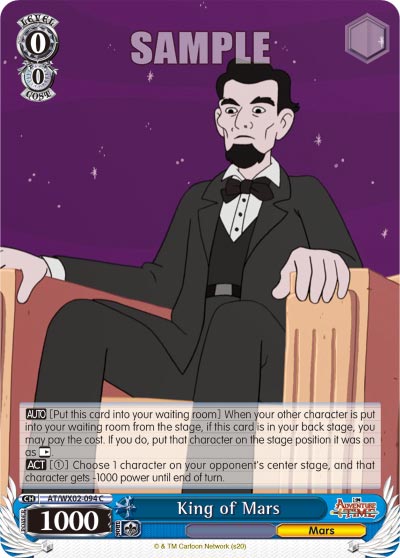 LEVEL
0
0
COST
SAMPLE
AUTO [Put this card into your waiting room] When your other character is put
into your waiting room from the stage, if this card is in your back stage, you
may pay the cost. If you do, put that character on the stage position it was on
as
ACT [①] Choose 1 character on your opponent's center stage, and that
character gets -1000 power until end of turn.
CH AT/WX02-094 C
King of Mars
ADVENTURE TIME
POWER
1000
Mars
© & TM Cartoon Network (s20)